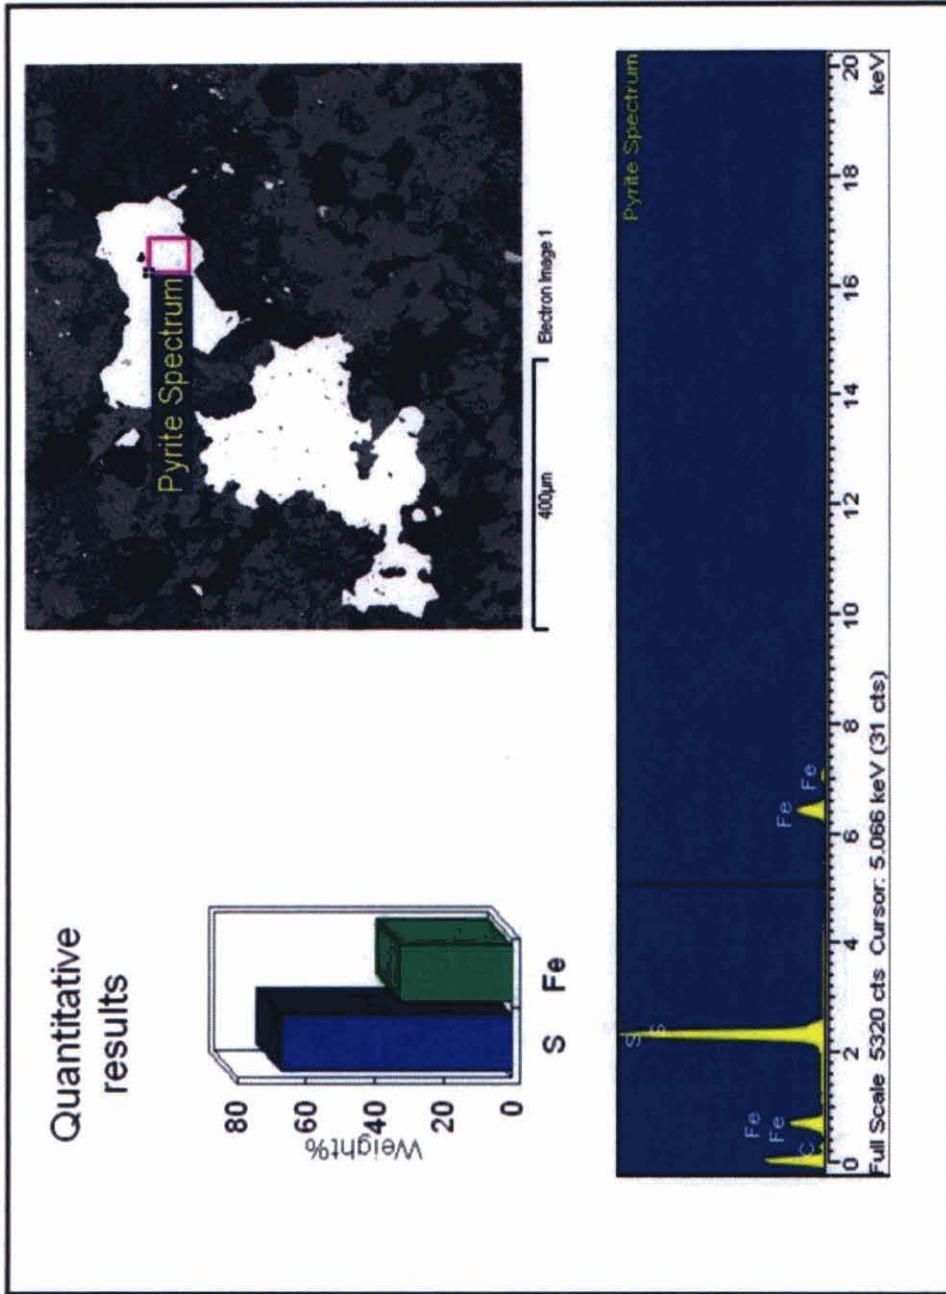 Quantitative
results
Weight%
80
60
40
20
0
S Fe
Pyrite Spectrum
400µm
Electron Image 1
Pyrite Spectrum
Fe
Fe
C
S
S
Fe
Fe
0 2 4 6 8 10 12 14 16 18 20
Full Scale 5320 cts Cursor: 5.066 keV (31 cts)
keV